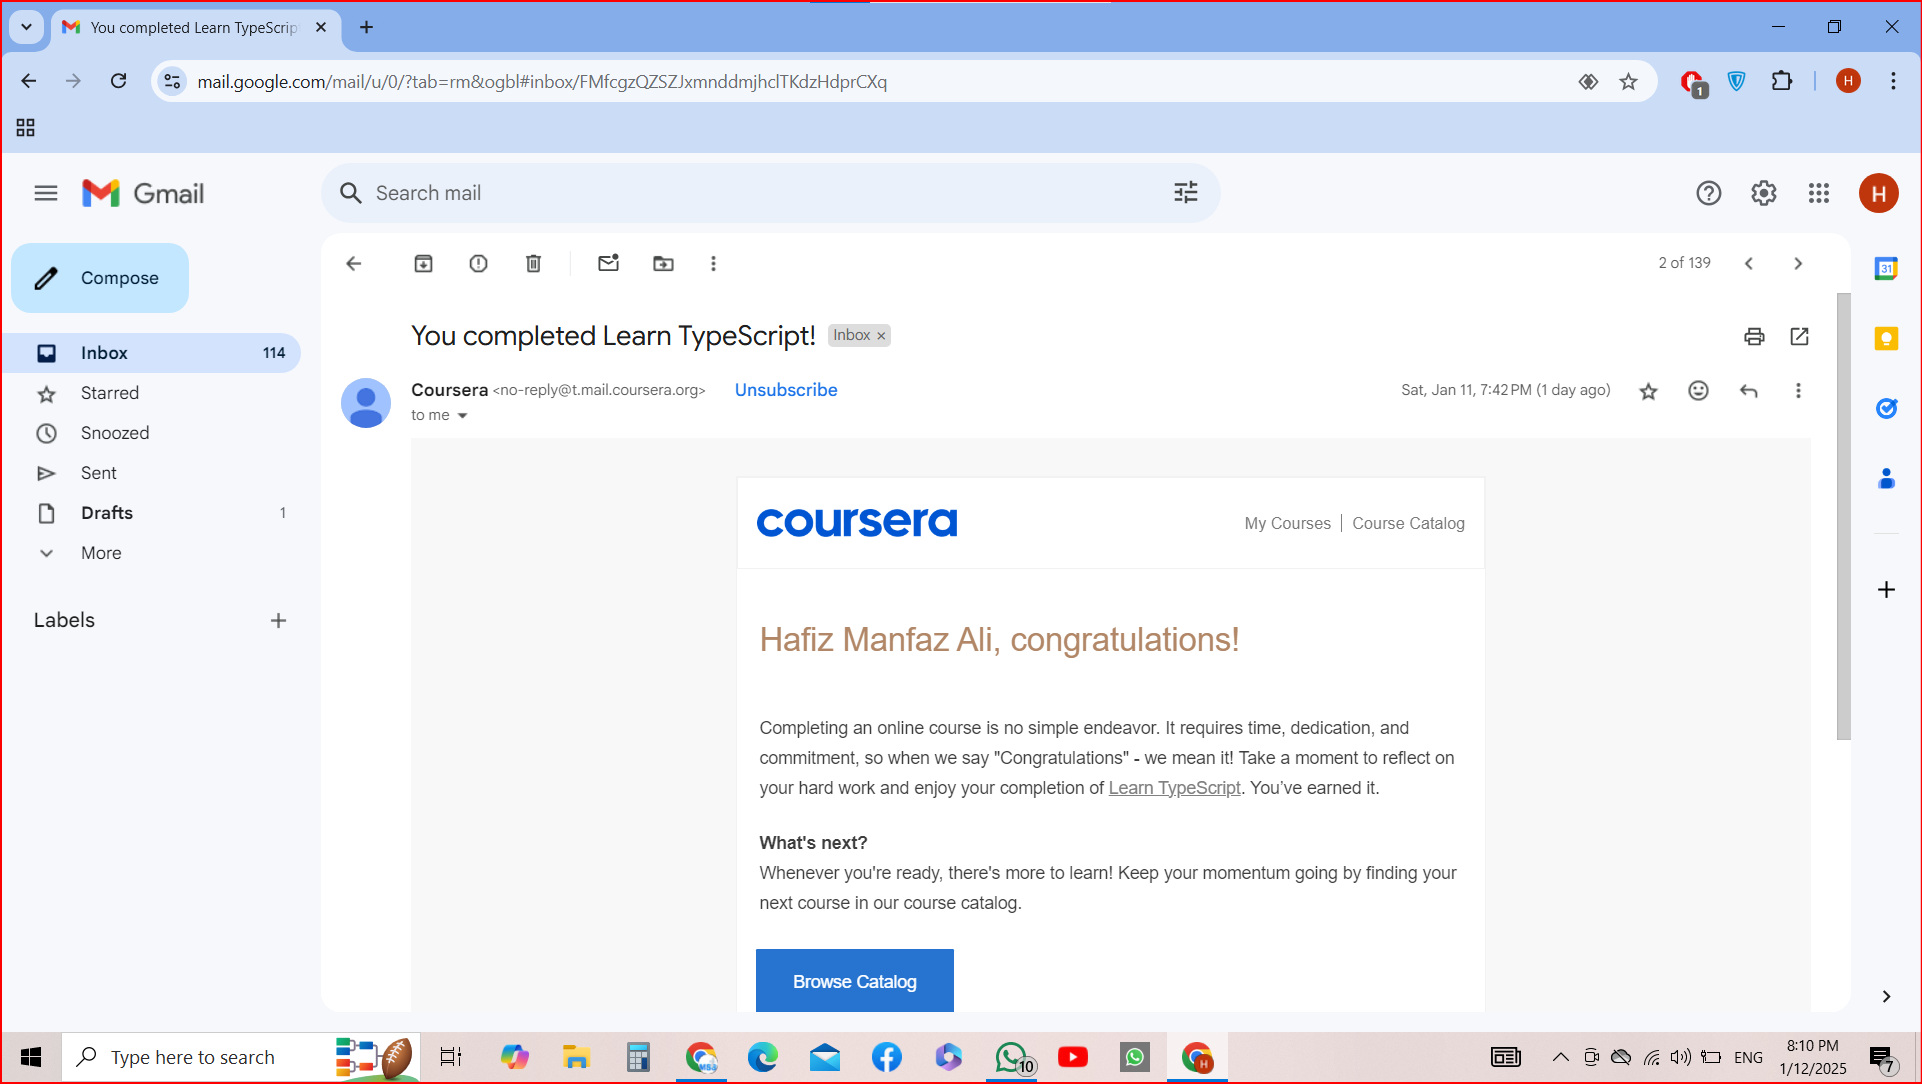 You completed Learn TypeScrip
mail.google.com/mail/u/0/?tab=rm&ogbl#inbox/FMfcgzQZSZJxmnddmjhclTKdzHdprCXq
1
H
Gmail
Search mail
H
Compose
2 of 139
31
You completed Learn TypeScript!
Inbox ×
Inbox 114
Starred
Snoozed
Sent
Drafts 1
More
Labels
Coursera <no-reply@t.mail.coursera.org> Unsubscribe
Sat, Jan 11, 7:42 PM (1 day ago)
to me
coursera
My Courses | Course Catalog
Hafiz Manfaz Ali, congratulations!
Completing an online course is no simple endeavor. It requires time, dedication, and
commitment, so when we say "Congratulations" - we mean it! Take a moment to reflect on
your hard work and enjoy your completion of Learn TypeScript. You’ve earned it.
What's next?
Whenever you're ready, there's more to learn! Keep your momentum going by finding your
next course in our course catalog.
Browse Catalog
Type here to search
10
H
ENG
8:10 PM
1/12/2025
7